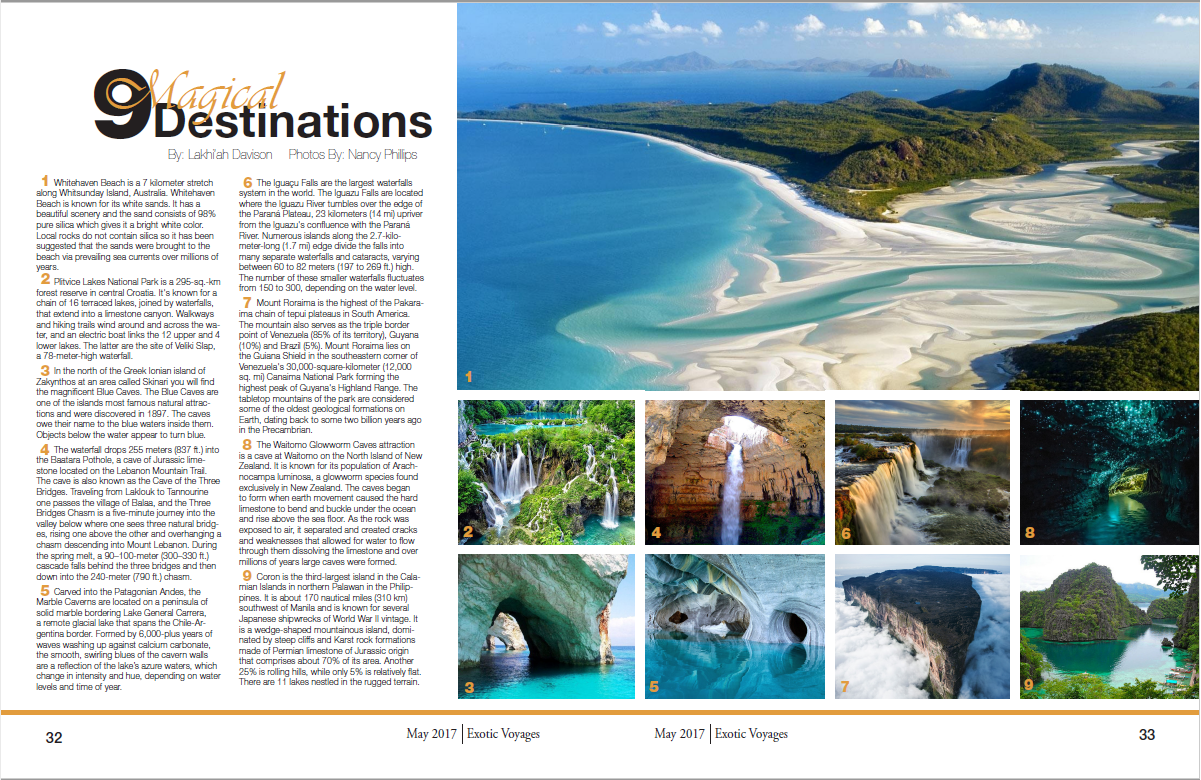 9 Magical
Destinations
By: Lakhi'ah Davison Photos By: Nancy Phillips
1 Whitehaven Beach is a 7 kilometer stretch
along Whitsunday Island, Australia. Whitehaven
Beach is known for its white sands. It has a
beautiful scenery and the sand consists of 98%
pure silica which gives it a bright white color.
Local rocks do not contain silica so it has been
suggested that the sands were brought to the
beach via prevailing sea currents over millions of
years.
2 Plitvice Lakes National Park is a 295-sq.-km
forest reserve in central Croatia. It's known for a
chain of 16 terraced lakes, joined by waterfalls,
that extend into a limestone canyon. Walkways
and hiking trails wind around and across the wa-
ter, and an electric boat links the 12 upper and 4
lower lakes. The latter are the site of Veliki Slap,
a 78-meter-high waterfall.
3 In the north of the Greek Ionian island of
Zakynthos at an area called Skinari you will find
the magnificent Blue Caves. The Blue Caves are
one of the islands most famous natural attrac-
tions and were discovered in 1897. The caves
owe their name to the blue waters inside them.
Objects below the water appear to turn blue.
4 The waterfall drops 255 meters (837 ft.) into
the Baatara Pothole, a cave of Jurassic lime-
stone located on the Lebanon Mountain Trail.
The cave is also known as the Cave of the Three
Bridges. Traveling from Laklouk to Tannourine
one passes the village of Balaa, and the Three
Bridges Chasm is a five-minute journey into the
valley below where one sees three natural bridg-
es, rising one above the other and overhanging a
chasm descending into Mount Lebanon. During
the spring melt, a 90–100-meter (300–330 ft.)
cascade falls behind the three bridges and then
down into the 240-meter (790 ft.) chasm.
5 Carved into the Patagonian Andes, the
Marble Caverns are located on a peninsula of
solid marble bordering Lake General Carrera,
a remote glacial lake that spans the Chile-Ar-
gentina border. Formed by 6,000-plus years of
waves washing up against calcium carbonate,
the smooth, swirling blues of the cavern walls
are a reflection of the lake's azure waters, which
change in intensity and hue, depending on water
levels and time of year.
6 The Iguaçu Falls are the largest waterfalls
system in the world. The Iguazu Falls are located
where the Iguazu River tumbles over the edge of
the Paraná Plateau, 23 kilometers (14 mi) upriver
from the Iguazu's confluence with the Paraná
River. Numerous islands along the 2.7-kilo-
meter-long (1.7 mi) edge divide the falls into
many separate waterfalls and cataracts, varying
between 60 to 82 meters (197 to 269 ft.) high.
The number of these smaller waterfalls fluctuates
from 150 to 300, depending on the water level.
7 Mount Roraima is the highest of the Pakara-
ima chain of tepui plateaus in South America.
The mountain also serves as the triple border
point of Venezuela (85% of its territory), Guyana
(10%) and Brazil (5%). Mount Roraima lies on
the Guiana Shield in the southeastern corner of
Venezuela's 30,000-square-kilometer (12,000
sq. mi) Canaima National Park forming the
highest peak of Guyana's Highland Range. The
tabletop mountains of the park are considered
some of the oldest geological formations on
Earth, dating back to some two billion years ago
in the Precambrian.
8 The Waitomo Glowworm Caves attraction
is a cave at Waitomo on the North Island of New
Zealand. It is known for its population of Arach-
nocampa luminosa, a glowworm species found
exclusively in New Zealand. The caves began
to form when earth movement caused the hard
limestone to bend and buckle under the ocean
and rise above the sea floor. As the rock was
exposed to air, it separated and created cracks
and weaknesses that allowed for water to flow
through them dissolving the limestone and over
millions of years large caves were formed.
9 Coron is the third-largest island in the Cala-
mian Islands in northern Palawan in the Philip-
pines. It is about 170 nautical miles (310 km)
southwest of Manila and is known for several
Japanese shipwrecks of World War II vintage. It
is a wedge-shaped mountainous island, domi-
nated by steep cliffs and Karst rock formations
made of Permian limestone of Jurassic origin
that comprises about 70% of its area. Another
25% is rolling hills, while only 5% is relatively flat.
There are 11 lakes nestled in the rugged terrain.
1
2
4
6
8
3
5
7
9
32
May 2017 | Exotic Voyages
May 2017 | Exotic Voyages
33